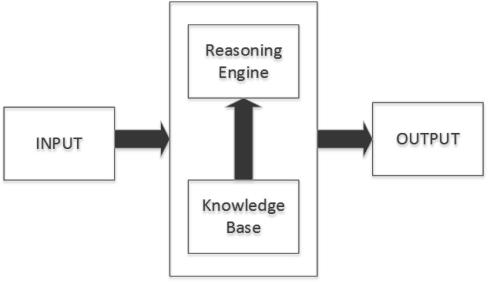 Reasoning
Engine
INPUT
OUTPUT
Knowledge
Base